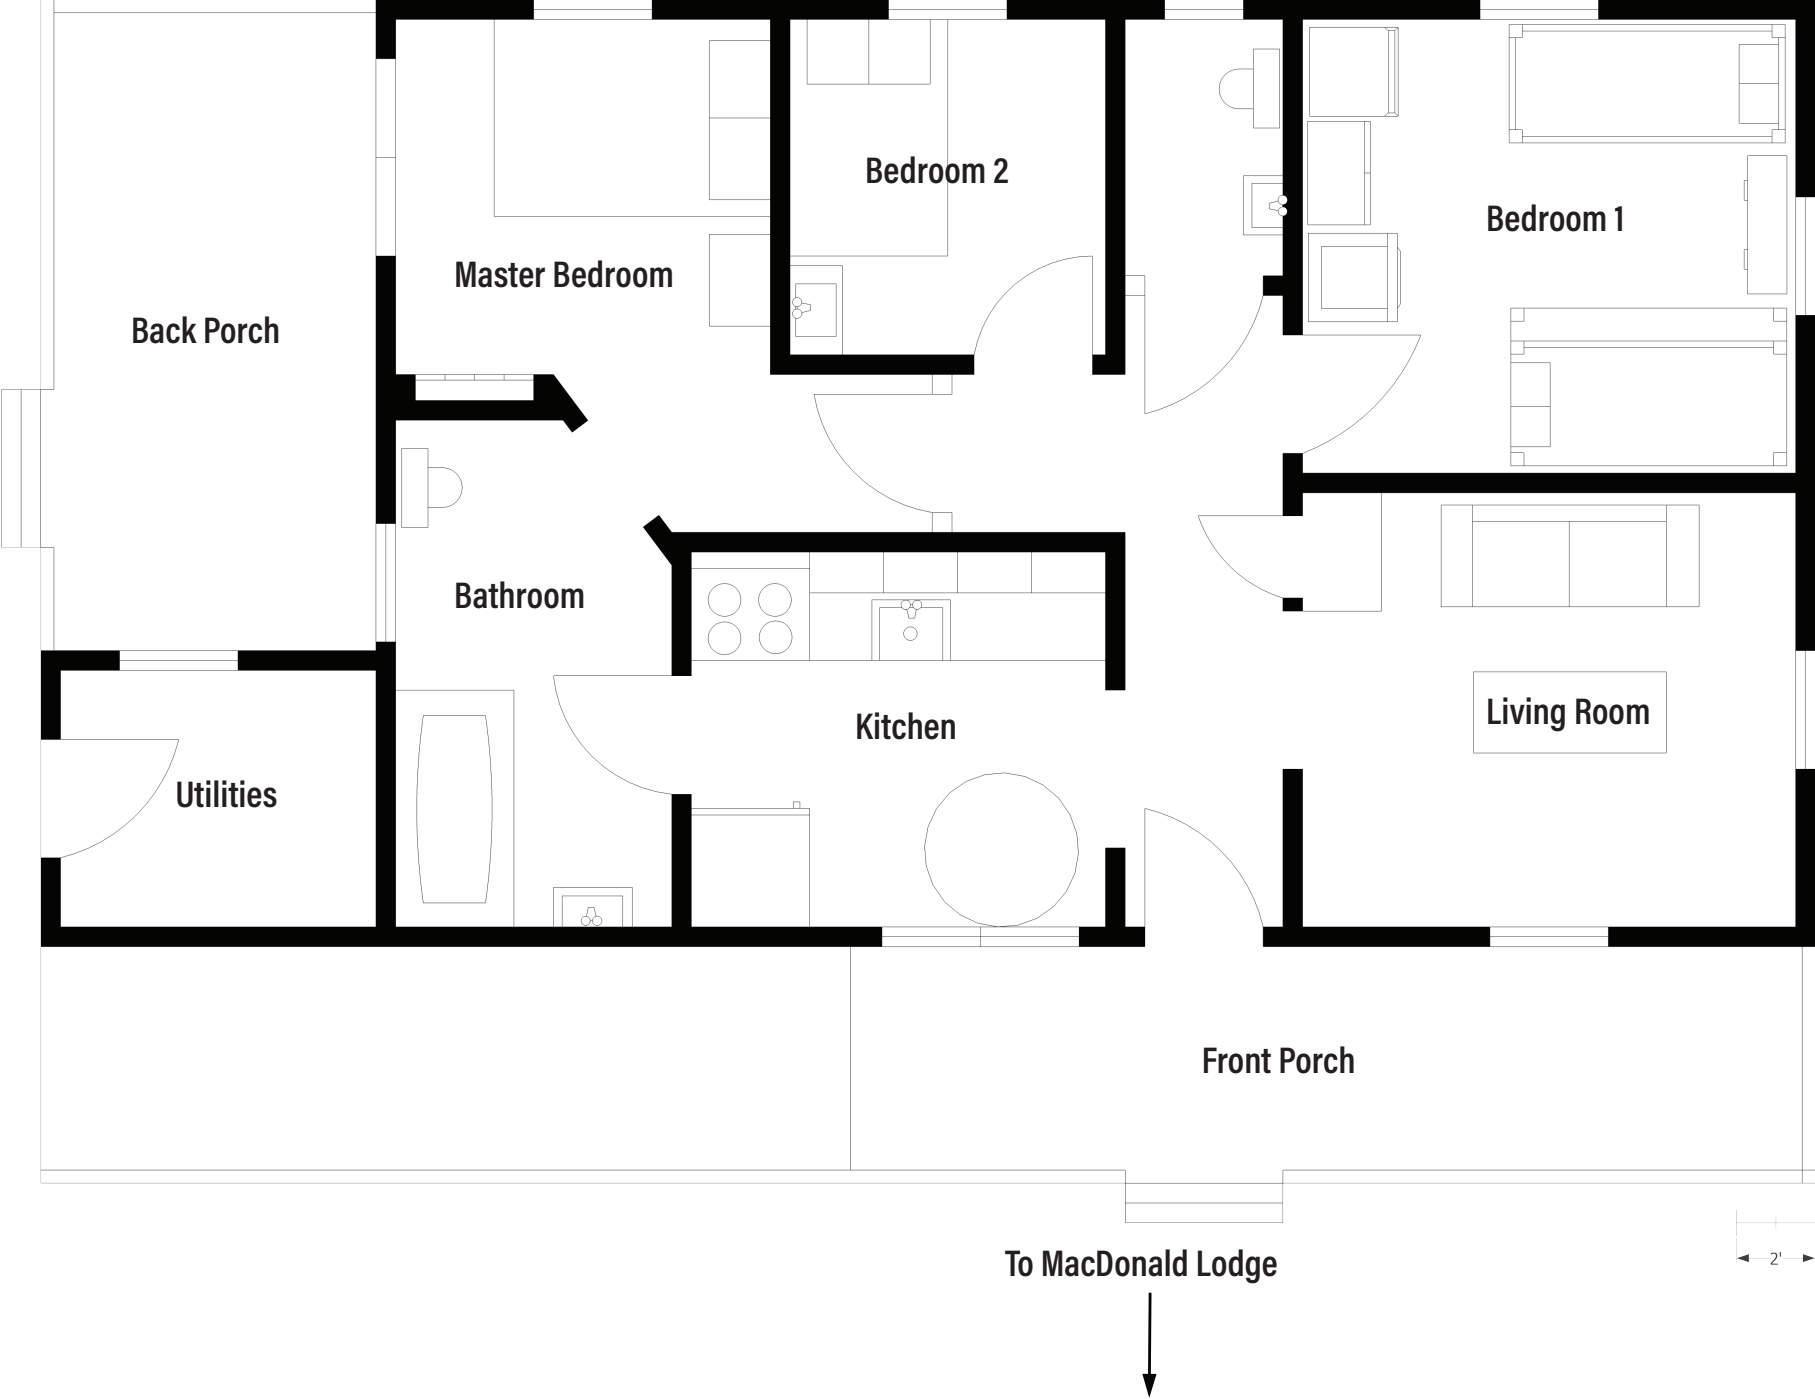 Bedroom 2
Bedroom 1
Master Bedroom
Back Porch
Bathroom
Living Room
Kitchen
Utilities
Front Porch
To MacDonald Lodge
2'